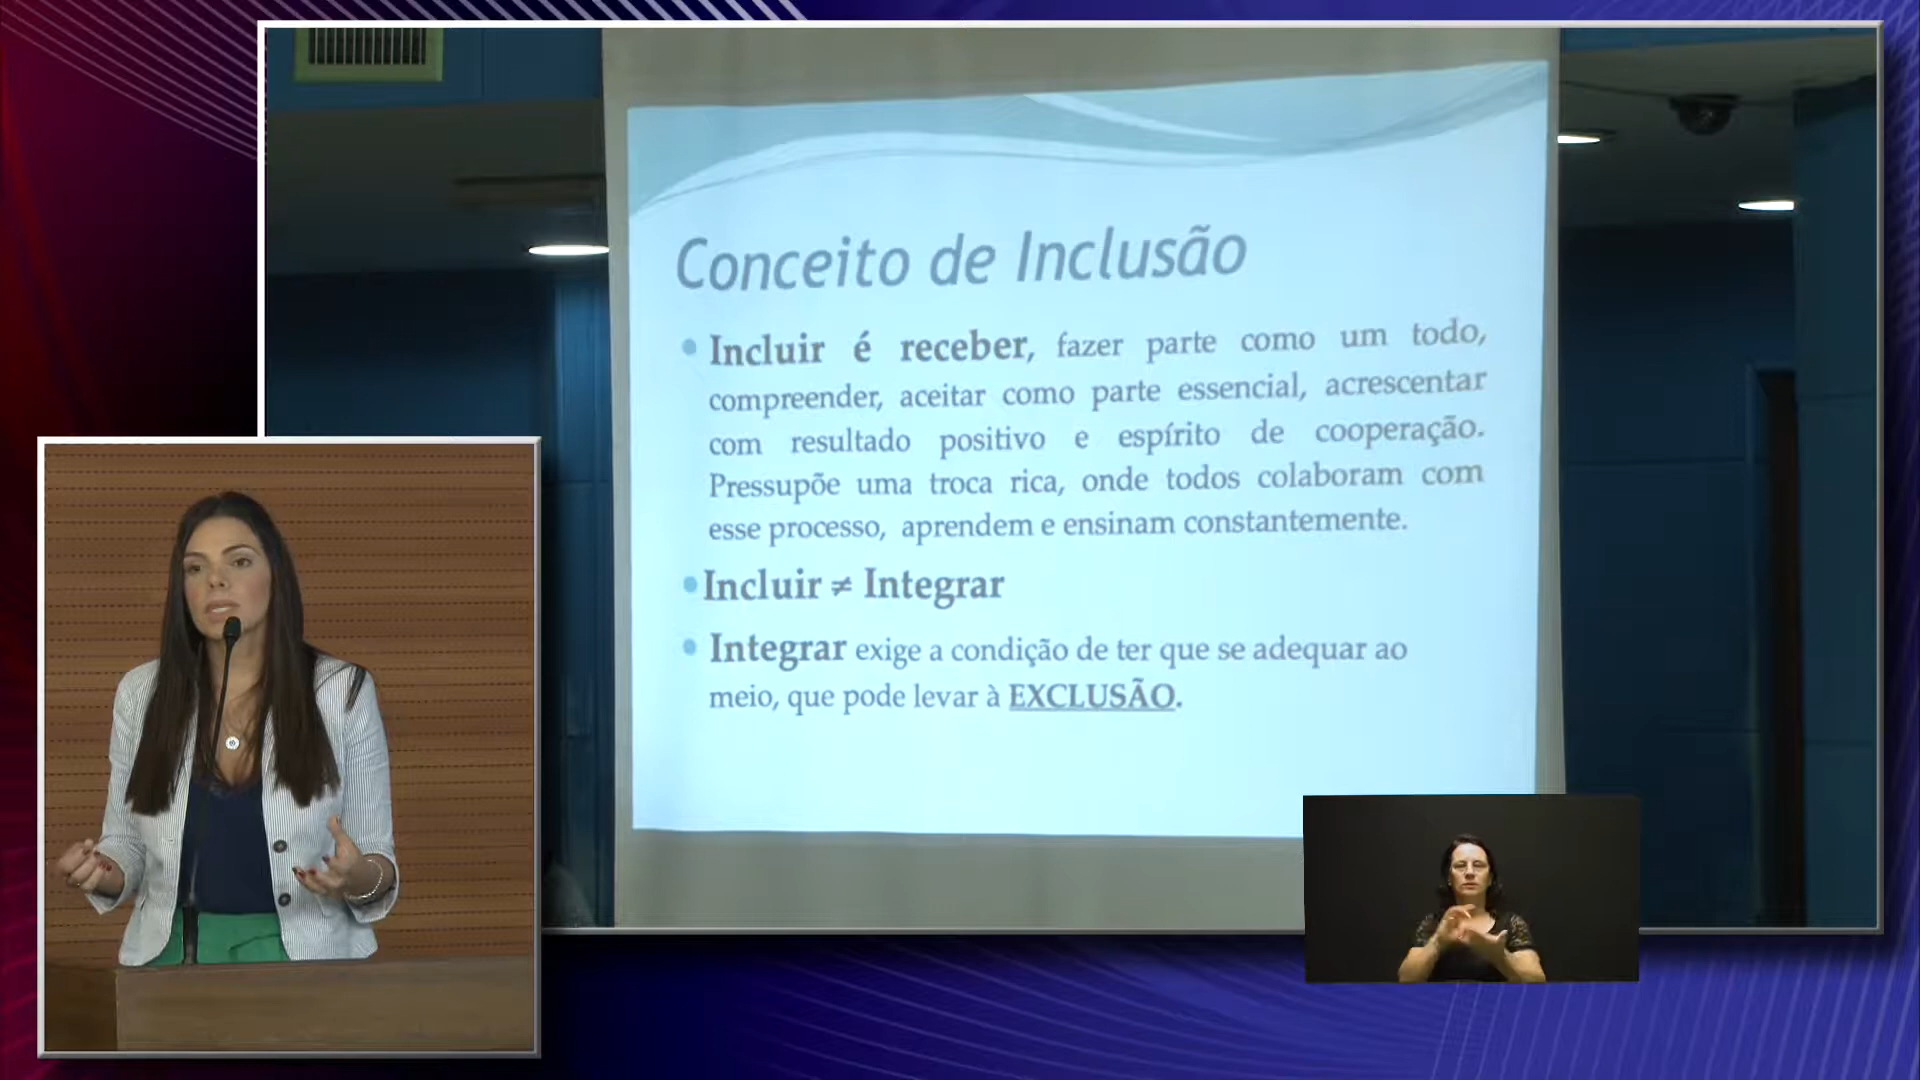 Conceito de Inclusão
Incluir é receber, fazer parte como um todo,
compreender, aceitar como parte essencial, acrescentar
com resultado positivo e espírito de cooperação.
Pressupõe uma troca rica, onde todos colaboram com
esse processo, aprendem e ensinam constantemente.
Incluir ≠ Integrar
Integrar exige a condição de ter que se adequar ao
meio, que pode levar à EXCLUSÃO.